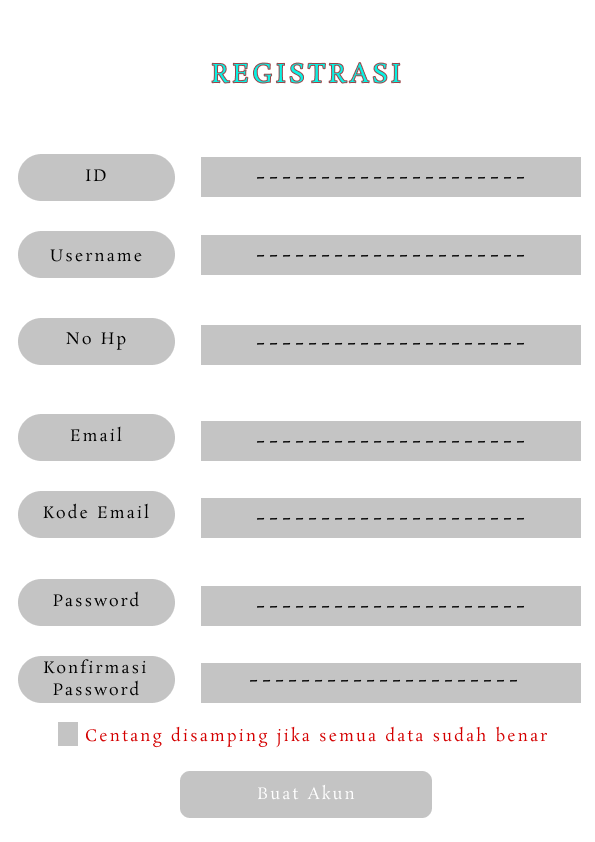 REGISTRASI
ID
Username
No Hp
Email
Kode Email
Password
Konfirmasi
Password
Centang disamping jika semua data sudah benar
Buat Akun